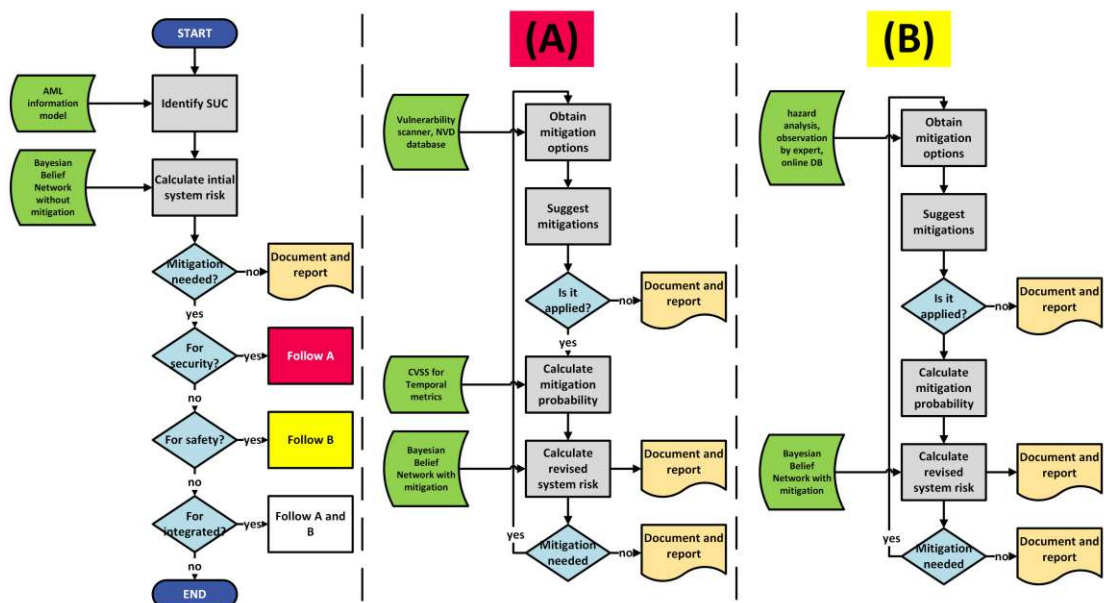 START
AML
information
model
Identify SUC
Bayesian
Belief
Network
without
mitigation
Calculate intial
system risk
Mitigation
needed?
no
Document and
report
yes
For
security?
yes
Follow A
no
For safety?
yes
Follow B
no
For
integrated?
yes
Follow A and
B
no
END
(A)
Vulnerarbility
scanner, NVD
database
Obtain
mitigation
options
Suggest
mitigations
Is it
applied?
no
Document and
report
yes
CVSS for
Temporal
metrics
Calculate
mitigation
probability
Bayesian
Belief
Network with
mitigation
Calculate
revised
system risk
Document and
report
yes
Mitigation
needed
no
Document and
report
(B)
hazard
analysis,
observation
by expert,
online DB
Obtain
mitigation
options
Suggest
mitigations
Is it
applied?
no
Document and
report
Calculate
mitigation
probability
Bayesian
Belief
Network with
mitigation
Calculate
revised
system risk
Document and
report
yes
Mitigation
needed
no
Document and
report